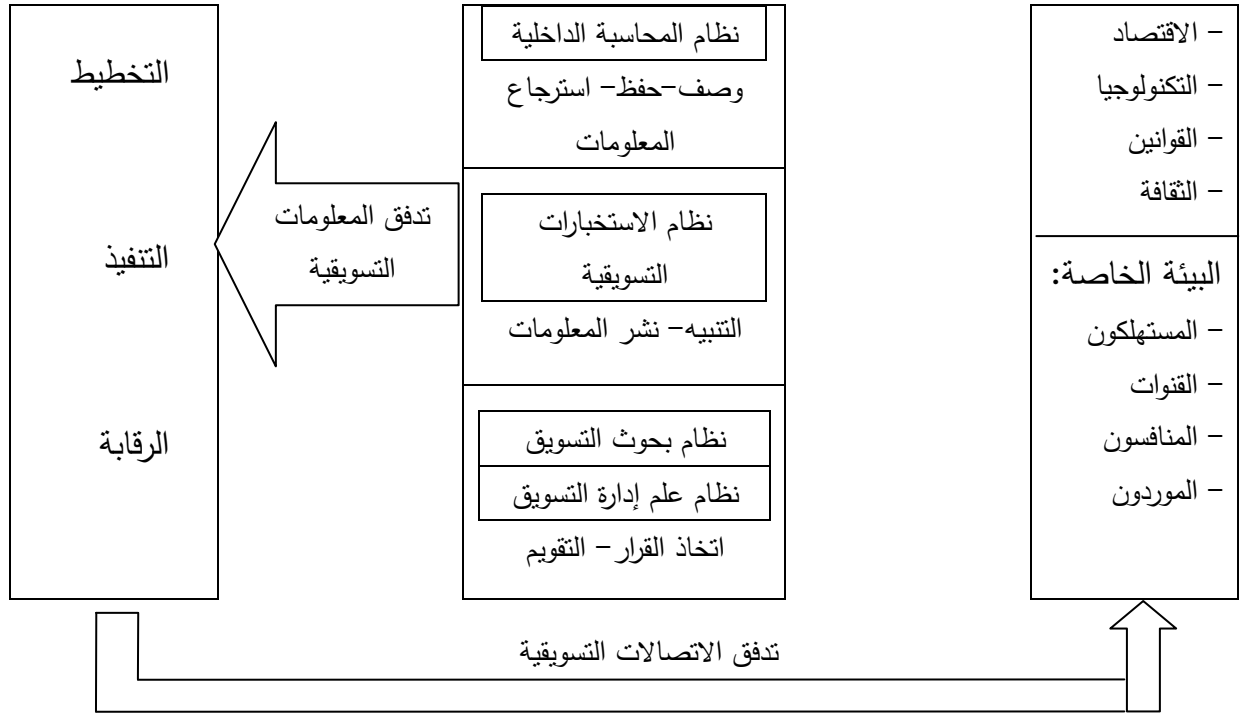 – الاقتصاد
– التكنولوجيا
– القوانين
– الثقافة
البيئة الخاصة:
– المستهلكون
– القنوات
– المنافسون
– الموردون
نظام المحاسبة الداخلية
وصف–حفظ– استرجاع
المعلومات
نظام الاستخبارات
التسويقية
التنبيه– نشر المعلومات
نظام بحوث التسويق
نظام علم إدارة التسويق
اتخاذ القرار – التقويم
تدفق المعلومات
التسويقية
التخطيط
التنفيذ
الرقابة
تدفق الاتصالات التسويقية